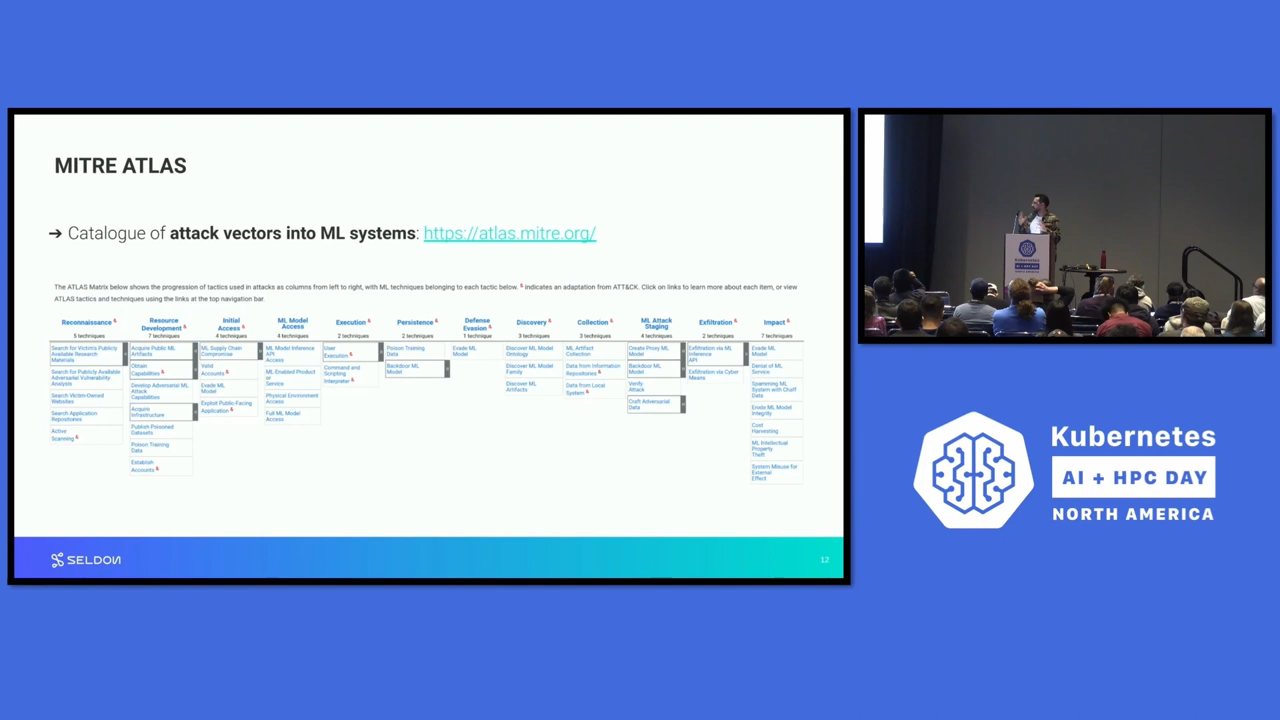 MITRE ATLAS
➔ Catalogue of attack vectors into ML systems: https://atlas.mitre.org/
The ATLAS Matrix below shows the progression of tactics used in attacks as columns from left to right, with ML techniques belonging to each tactic below. & Indicates an adaptation from ATT&CK. Click on links to learn more about each item, or view
ATLAS tactics and techniques using the links at the top navigation bar.
Reconnaissance &
5 techniques
Search for Victim's Publicly
Available Research
Materials
Search for Publicly Available
Adversarial Vulnerability
Analysis
Search Victim-Owned
Websites
Search Application
Repositories
Active
Scanning &
Resource
Development &
7 techniques
Acquire Public ML
Artifacts
Obtain
Capabilities &
Develop Adversarial ML
Attack
Capabilities
Acquire
Infrastructure
Publish Poisoned
Datasets
Poison Training
Data
Establish
Accounts &
Initial
Access &
4 techniques
ML Supply Chain
Compromise
Valid
Accounts &
Evade ML
Model
Exploit Public-Facing
Application &
ML Model
Access
4 techniques
ML Model Inference
API
Access
ML Enabled Product
or
Service
Physical Environment
Access
Full ML Model
Access
Execution &
2 techniques
User
Execution &
Command and
Scripting
Interpreter &
Persistence &
2 techniques
Poison Training
Data
Backdoor ML
Model
Defense
Evasion &
1 technique
Evade ML
Model
Discovery &
3 techniques
Discover ML Model
Ontology
Discover ML Model
Family
Discover ML
Artifacts
Collection &
3 techniques
ML Artifact
Collection
Data from Information
Repositories &
Data from Local
System &
ML Attack
Staging
4 techniques
Create Proxy ML
Model
Backdoor ML
Model
Verify
Attack
Craft Adversarial
Data
Exfiltration &
2 techniques
Exfiltration via ML
Inference
API
Exfiltration via Cyber
Means
Impact &
7 techniques
Evade ML
Model
Denial of ML
Service
Spamming ML
System with Chaff
Data
Erode ML Model
Integrity
Cost
Harvesting
ML Intellectual
Property
Theft
System Misuse for
External
Effect
SELDON
12
Kubernetes
AI + HPC DAY
NORTH AMERICA
Kubernetes
AI + HPC DAY
NORTH AMERICA